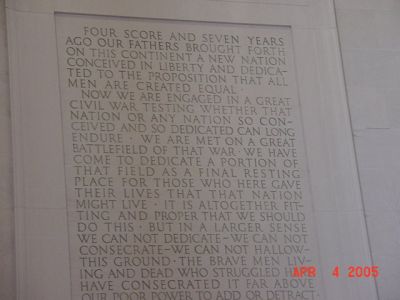 FOUR SCORE AND SEVEN YEARS
AGO OUR FATHERS BROUGHT FORTH
ON THIS CONTINENT A NEW NATION
CONCEIVED IN LIBERTY AND DEDICA-
TED TO THE PROPOSITION THAT ALL
MEN ARE CREATED EQUAL ·
NOW WE ARE ENGAGED IN A GREAT
CIVIL WAR TESTING WHETHER THAT
NATION OR ANY NATION SO CON-
CEIVED AND SO DEDICATED CAN LONG
ENDURE · WE ARE MET ON A GREAT
BATTLEFIELD OF THAT WAR · WE HAVE
COME TO DEDICATE A PORTION OF
THAT FIELD AS A FINAL RESTING
PLACE FOR THOSE WHO HERE GAVE
THEIR LIVES THAT THAT NATION
MIGHT LIVE · IT IS ALTOGETHER FIT-
TING AND PROPER THAT WE SHOULD
DO THIS · BUT IN A LARGER SENSE
WE CAN NOT DEDICATE~WE CAN NOT
CONSECRATE~WE CAN NOT HALLOW~
THIS GROUND · THE BRAVE MEN LIV-
ING AND DEAD WHO STRUGGLED
HAVE CONSECRATED IT FAR ABOVE
OUR POOR POWER TO ADD OR DETRACT
APR 4 2005